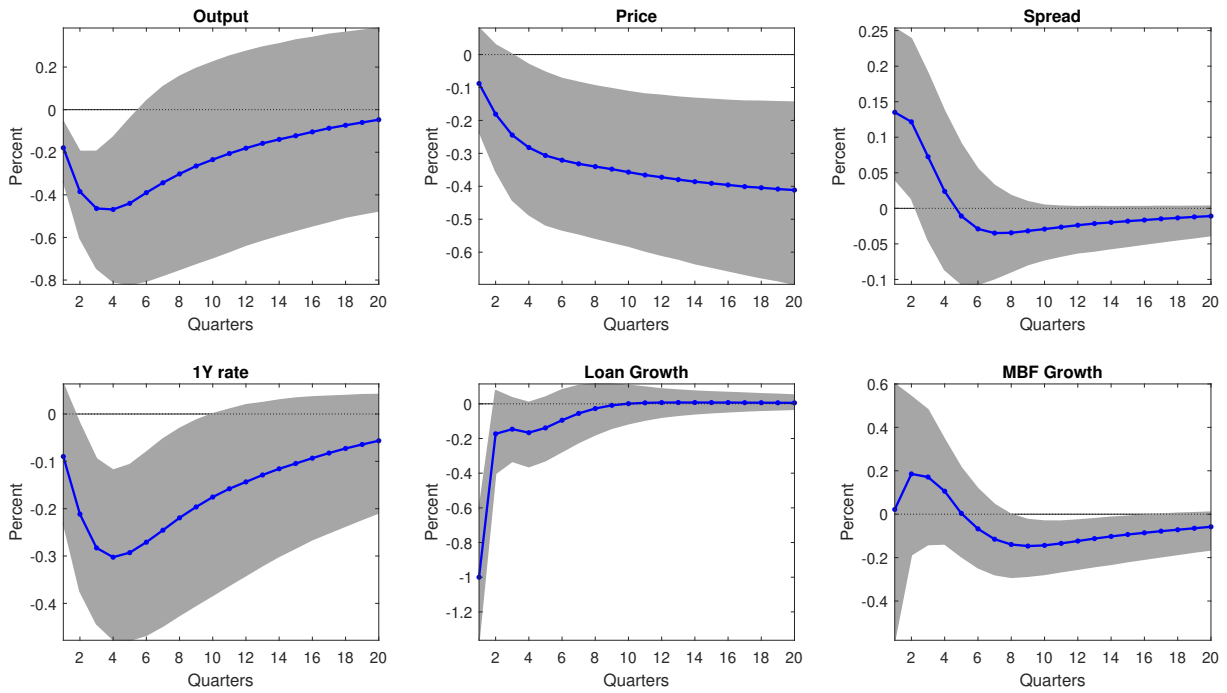 Output
Price
Spread
0.2
0
-0.2
-0.4
-0.6
-0.8
Percent
2 4 6 8 10 12 14 16 18 20
Quarters
0
-0.1
-0.2
-0.3
-0.4
-0.5
-0.6
Percent
2 4 6 8 10 12 14 16 18 20
Quarters
0.25
0.2
0.15
0.1
0.05
0
-0.05
-0.1
Percent
2 4 6 8 10 12 14 16 18 20
Quarters
1Y rate
Loan Growth
MBF Growth
0
-0.1
-0.2
-0.3
-0.4
Percent
2 4 6 8 10 12 14 16 18 20
Quarters
0
-0.2
-0.4
-0.6
-0.8
-1
-1.2
Percent
2 4 6 8 10 12 14 16 18 20
Quarters
0.6
0.4
0.2
0
-0.2
-0.4
Percent
2 4 6 8 10 12 14 16 18 20
Quarters